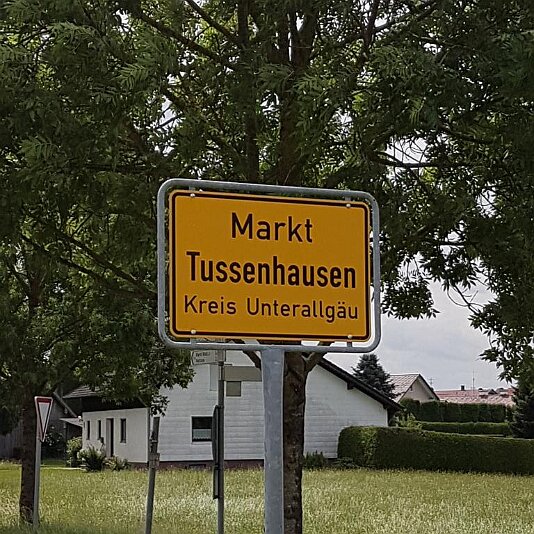 Markt
Tussenhausen
Kreis Unterallgäu